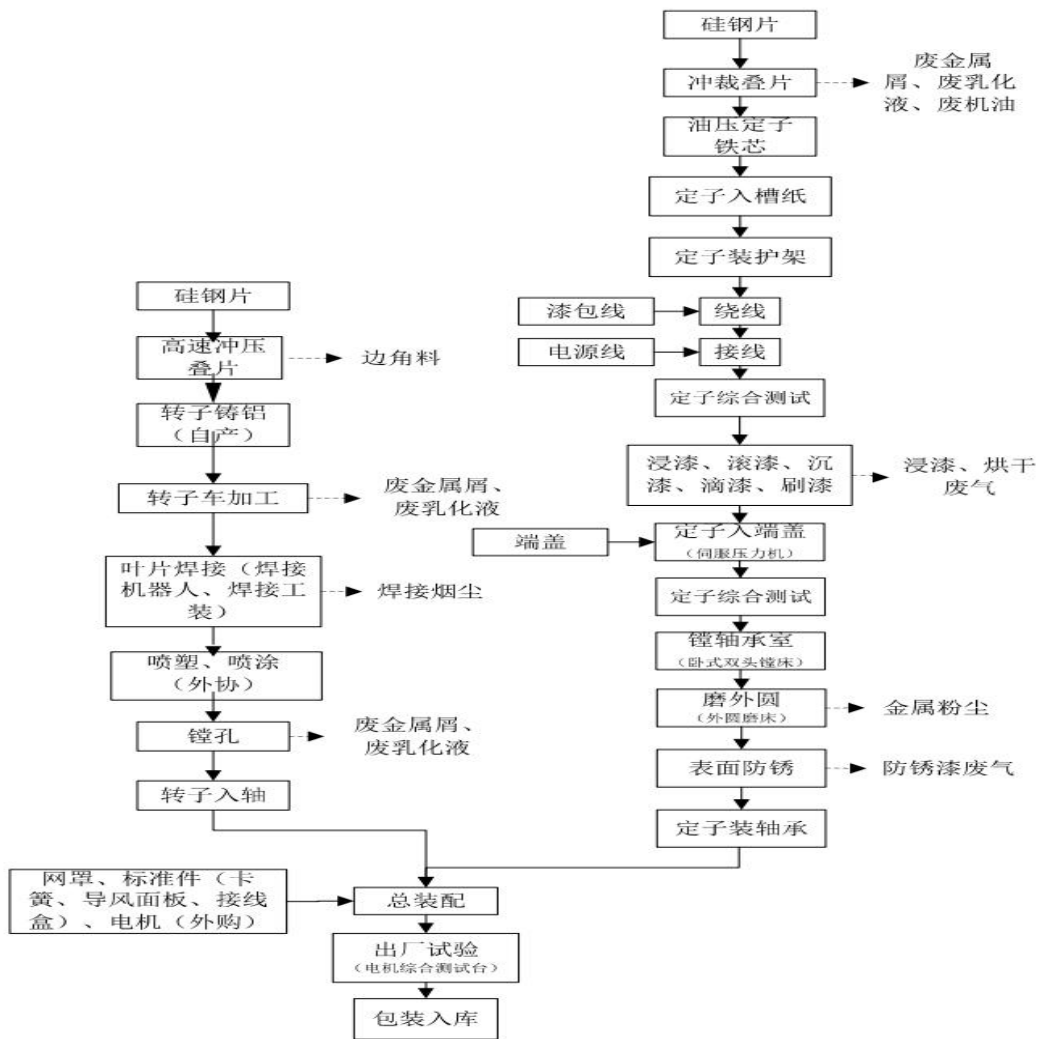 硅钢片
冲裁叠片
废金属
屑、废乳化
液、废机油
油压定子
铁芯
定子入槽纸
定子装护架
漆包线
绕线
电源线
接线
定子综合测试
浸漆、滚漆、沉
漆、滴漆、刷漆
浸漆、烘干
废气
端盖
定子入端盖
（伺服压力机）
定子综合测试
镗轴承室
（卧式双头镗床）
磨外圆
（外圆磨床）
金属粉尘
表面防锈
防锈漆废气
定子装轴承
硅钢片
高速冲压
叠片
边角料
转子铸铝
（自产）
转子车加工
废金属屑、
废乳化液
叶片焊接（焊接
机器人、焊接工
装）
焊接烟尘
喷塑、喷涂
（外协）
镗孔
废金属屑、
废乳化液
转子入轴
网罩、标准件（卡
簧、导风面板、接线
盒）、电机（外购）
总装配
出厂试验
（电机综合测试台）
包装入库